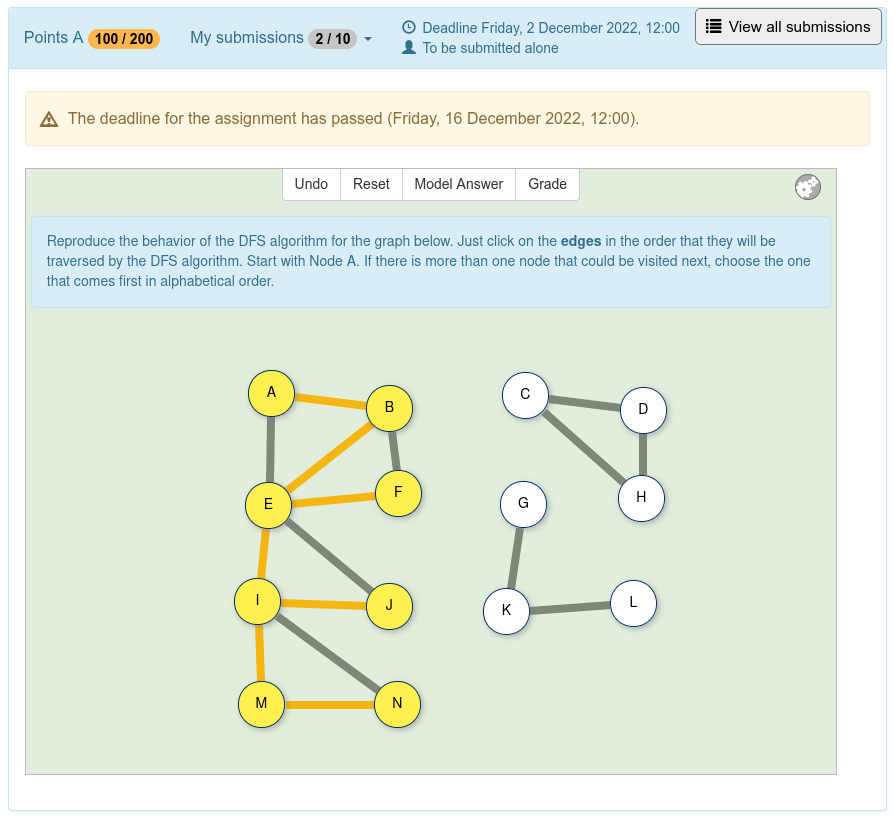 Points A 100 / 200 My submissions 2 / 10
Deadline Friday, 2 December 2022, 12:00
To be submitted alone
View all submissions
The deadline for the assignment has passed (Friday, 16 December 2022, 12:00).
Undo Reset Model Answer Grade
Reproduce the behavior of the DFS algorithm for the graph below. Just click on the edges in the order that they will be
traversed by the DFS algorithm. Start with Node A. If there is more than one node that could be visited next, choose the one
that comes first in alphabetical order.
A B C D
E F G H
I J K L
M N